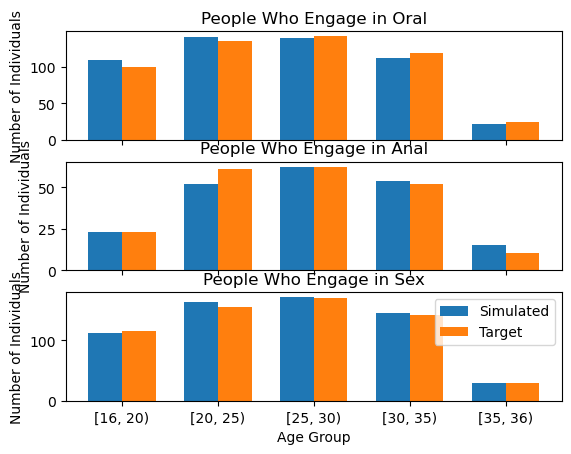 People Who Engage in Oral
Number of Individuals
100
50
0
People Who Engage in Anal
Number of Individuals
50
25
0
People Who Engage in Sex
Number of Individuals
100
0
Simulated
Target
[16, 20)
[20, 25)
[25, 30)
[30, 35)
[35, 36)
Age Group